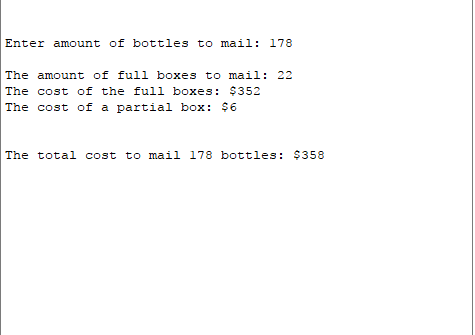 Enter amount of bottles to mail: 178
The amount of full boxes to mail: 22
The cost of the full boxes: $352
The cost of a partial box: $6
The total cost to mail 178 bottles: $358